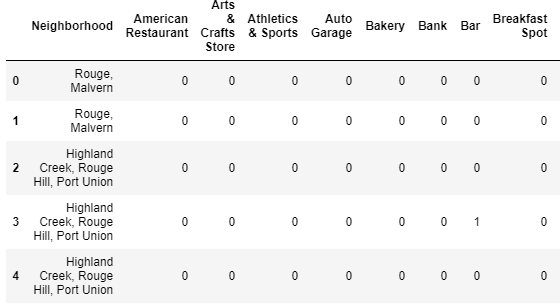 Neighborhood American Restaurant Arts & Crafts Store Athletics & Sports Auto Garage Bakery Bank Bar Breakfast Spot
0 Rouge, Malvern 0 0 0 0 0 0 0 0
1 Rouge, Malvern 0 0 0 0 0 0 0 0
2 Highland Creek, Rouge Hill, Port Union 0 0 0 0 0 0 0 0
3 Highland Creek, Rouge Hill, Port Union 0 0 0 0 0 0 1 0
4 Highland Creek, Rouge Hill, Port Union 0 0 0 0 0 0 0 0